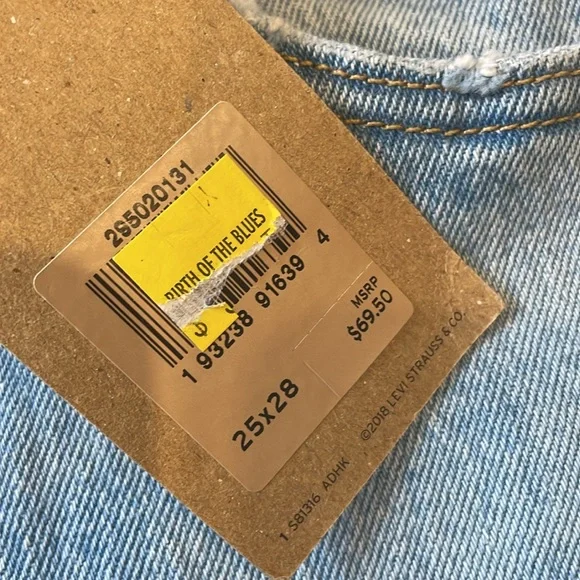 295020131
BIRTH OF THE BLUES
1 93238 91639 4
25x28
MSRP
$69.50
1 S81316 ADHK ©2018 LEVI STRAUSS & CO.